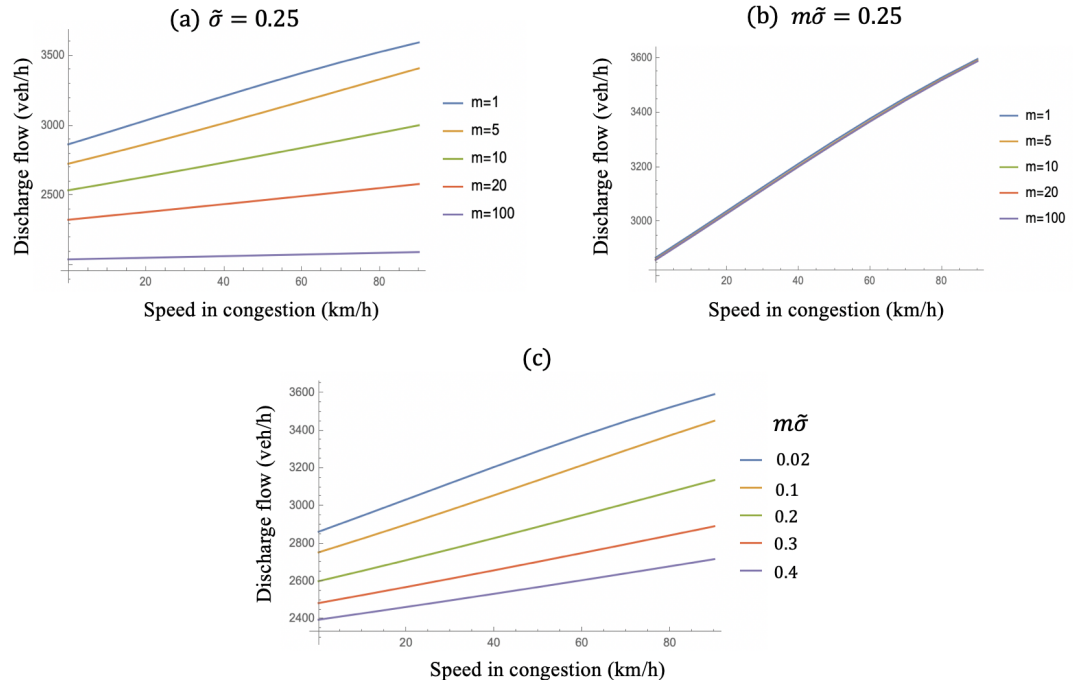 (a) σ̃ = 0.25
Discharge flow (veh/h)
3500
3000
2500
20
40
60
80
Speed in congestion (km/h)
m=1
m=5
m=10
m=20
m=100
(b) mσ̃ = 0.25
Discharge flow (veh/h)
3600
3400
3200
3000
20
40
60
80
Speed in congestion (km/h)
m=1
m=5
m=10
m=20
m=100
(c)
Discharge flow (veh/h)
3600
3400
3200
3000
2800
2600
2400
20
40
60
80
Speed in congestion (km/h)
mσ̃
0.02
0.1
0.2
0.3
0.4